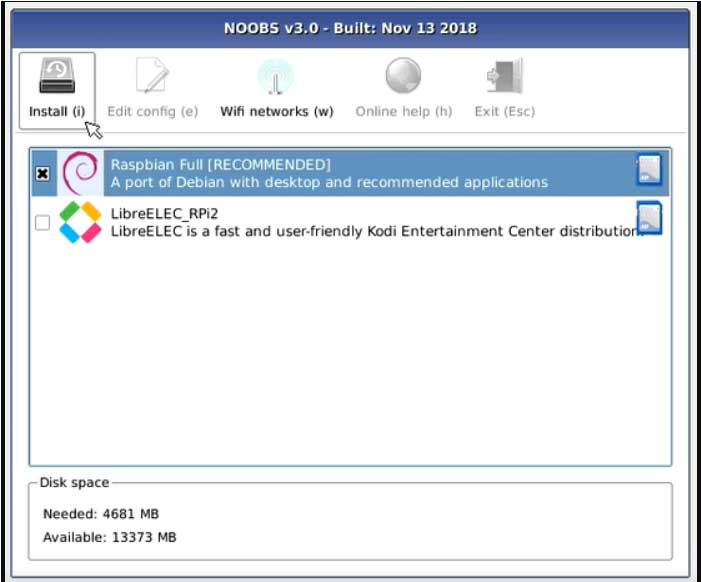 NOOBS v3.0 - Built: Nov 13 2018
Install (i) Edit config (e) Wifi networks (w) Online help (h) Exit (Esc)
Raspbian Full [RECOMMENDED]
A port of Debian with desktop and recommended applications
LibreELEC_RPi2
LibreELEC is a fast and user-friendly Kodi Entertainment Center distribution.
Disk space
Needed: 4681 MB
Available: 13373 MB